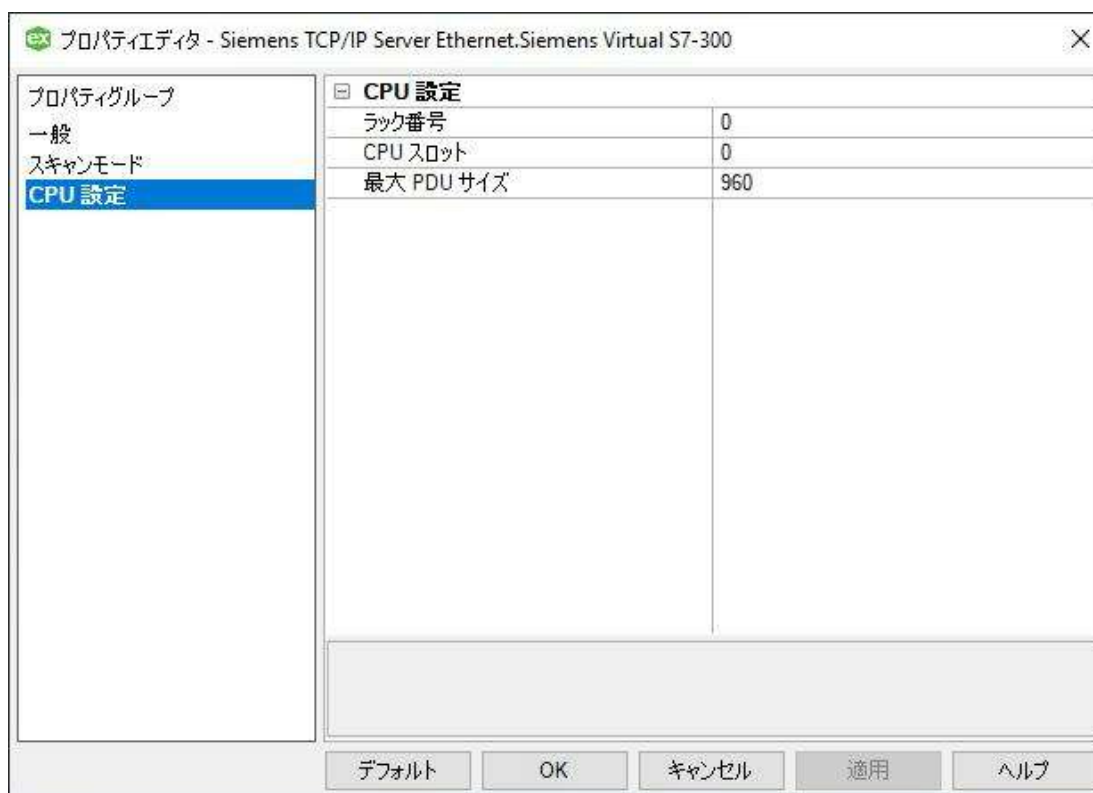 プロパティエディタ - Siemens TCP/IP Server Ethernet.Siemens Virtual S7-300
プロパティグループ
一般
スキャンモード
CPU 設定
CPU 設定
ラック番号 0
CPU スロット 0
最大 PDU サイズ 960
デフォルト OK キャンセル 適用 ヘルプ